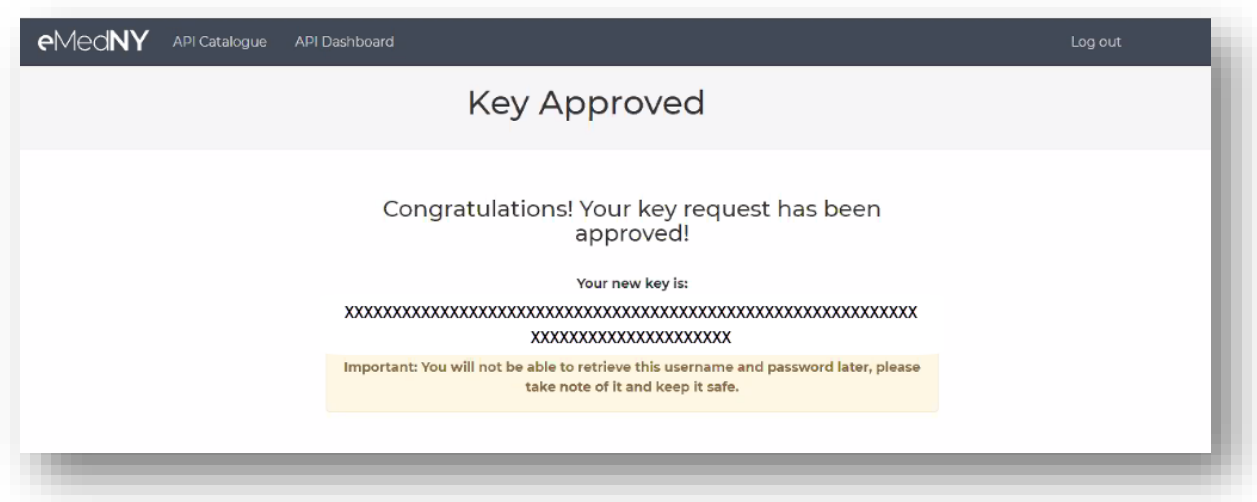 eMedNY API Catalogue API Dashboard Log out
Key Approved
Congratulations! Your key request has been
approved!
Your new key is:
XXXXXXXXXXXXXXXXXXXXXXXXXXXXXXXXXXXXXXXXXXXXXXXXXXXXXXXXXXXX
XXXXXXXXXXXXXXXXXXXXX
Important: You will not be able to retrieve this username and password later, please
take note of it and keep it safe.